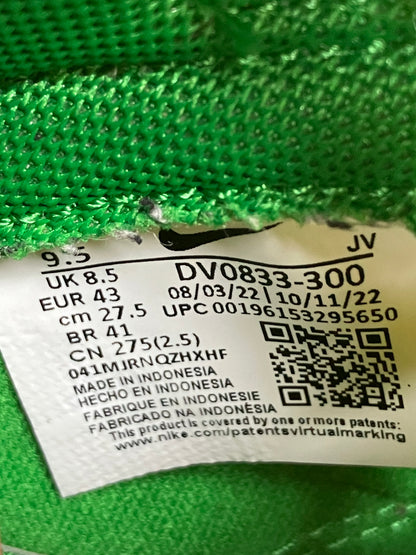 9.5
JV
UK 8.5
DV0833-300
EUR 43
08/03/22 10/11/22
cm 27.5
UPC 00196153295650
BR 41
CN 275(2.5)
041MJRNQZHXHF
MADE IN INDONESIA
HECHO EN INDONESIA
FABRIQUE EN INDONESIE
FABRICADO NA INDONÉSIA
This product is covered by one or more patents:
www.nike.com/patentsvirtualmarking